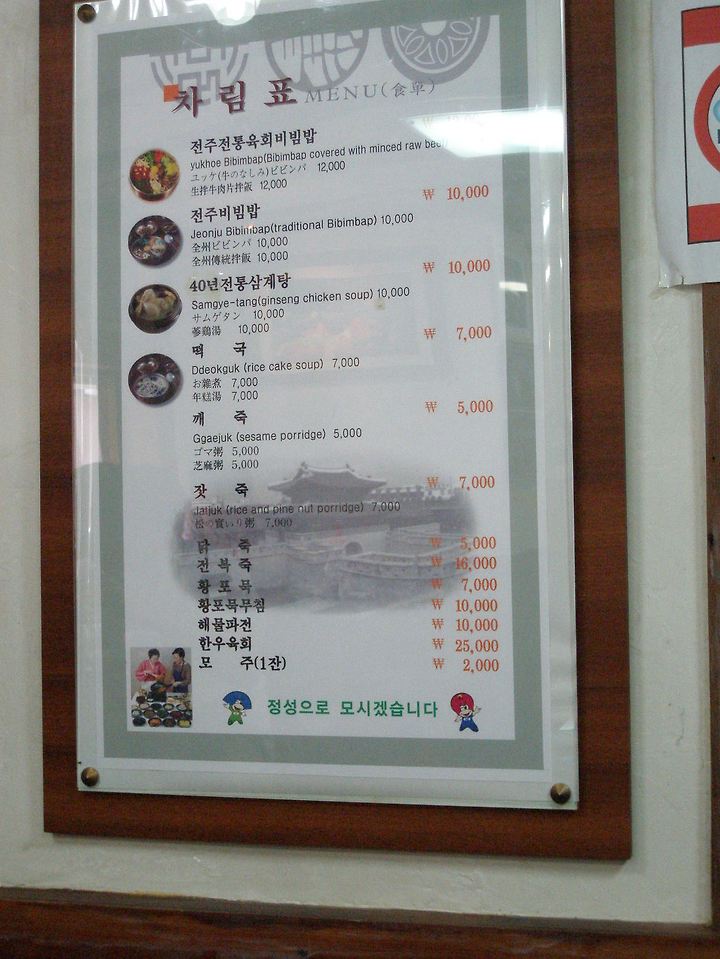 차 림 표 MENU(食單)
전주전통육회비빔밥
yukhoe Bibimbap(Bibimbap covered with minced raw
ユッケ(牛のなしみ)ビビンバ 12,000
生拌牛肉片拌飯 12,000
₩ 10,000
전주비빔밥
Jeonju Bibimbap(traditional Bibimbap) 10,000
全州ビビンバ 10,000
全州傳統拌飯 10,000
₩ 10,000
40년전통삼계탕
Samgye-tang(ginseng chicken soup) 10,000
サムゲタン 10,000
蔘鷄湯 10,000
₩ 7,000
떡 국
Ddeokguk (rice cake soup) 7,000
お雑煮 7,000
年糕湯 7,000
₩ 5,000
깨 죽
Ggaejuk (sesame porridge) 5,000
ゴマ粥 5,000
芝麻粥 5,000
₩ 7,000
잣 죽
Jatjuk (rice and pine nut porridge) 7,000
松の實いり粥 7,000
닭 죽 ₩ 5,000
전 복 죽 ₩ 16,000
황 포 묵 ₩ 7,000
황포묵무침 ₩ 10,000
해물파전 ₩ 10,000
한우육회 ₩ 25,000
모 주(1잔) ₩ 2,000
정성으로 모시겠습니다